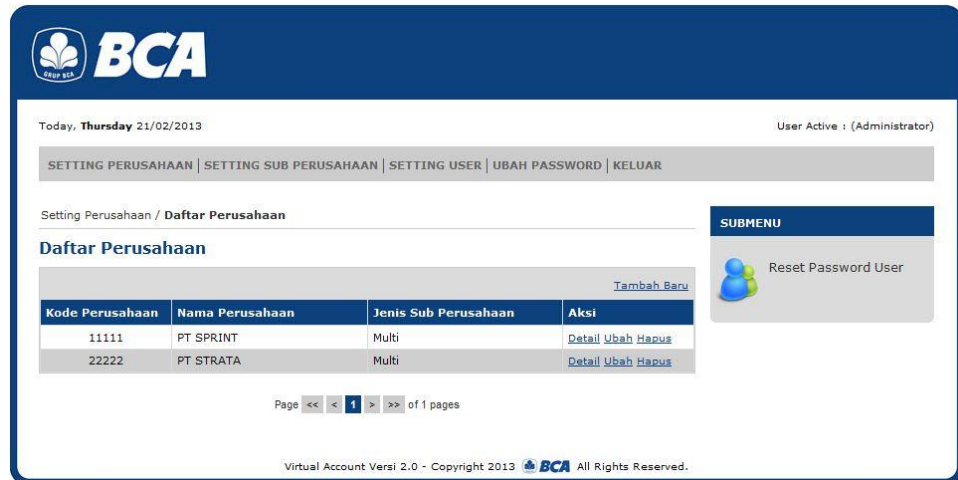 GRUP BCA
BCA
Today, Thursday 21/02/2013
User Active : (Administrator)
SETTING PERUSAHAAN | SETTING SUB PERUSAHAAN | SETTING USER | UBAH PASSWORD | KELUAR
Setting Perusahaan / Daftar Perusahaan
Daftar Perusahaan
Tambah Baru
Kode Perusahaan Nama Perusahaan Jenis Sub Perusahaan Aksi
11111 PT SPRINT Multi Detail Ubah Hapus
22222 PT STRATA Multi Detail Ubah Hapus
Page << < 1 > >> of 1 pages
SUBMENU
Reset Password User
Virtual Account Versi 2.0 - Copyright 2013 BCA All Rights Reserved.